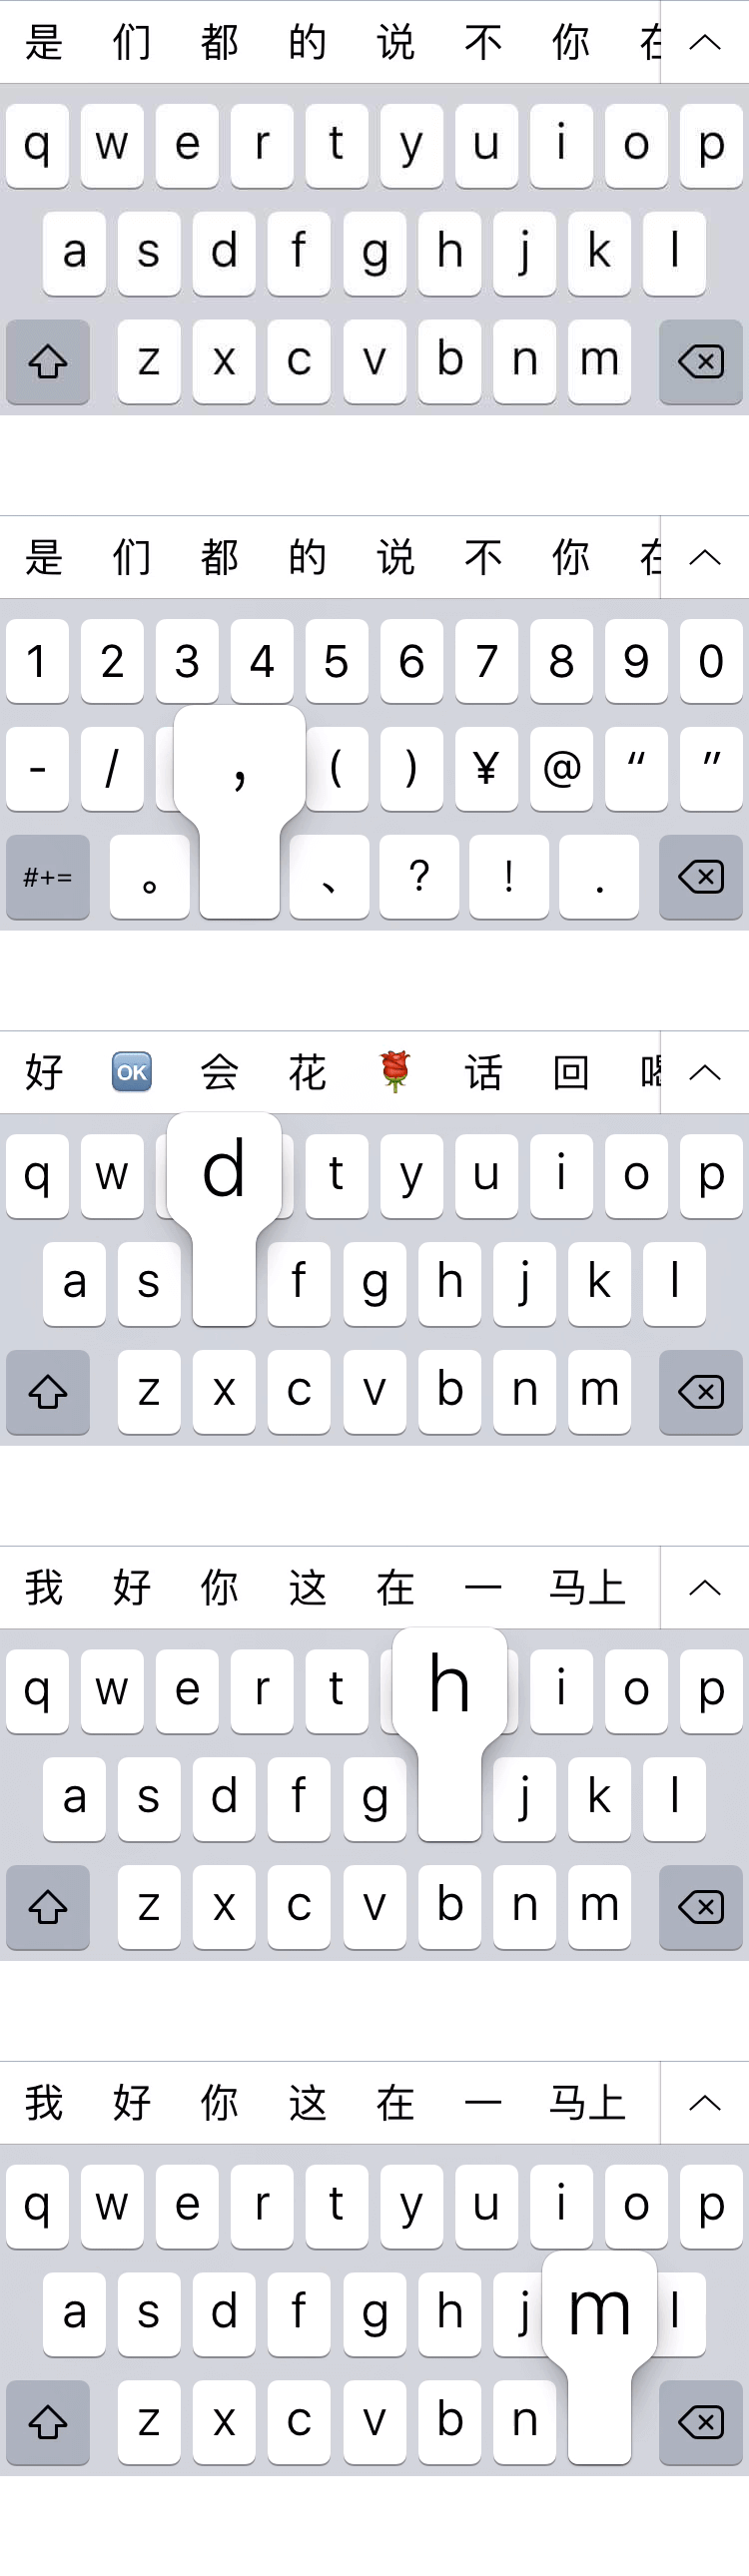 是 们 都 的 说 不 你 在
q w e r t y u i o p
a s d f g h j k l
z x c v b n m
是 们 都 的 说 不 你 在
1 2 3 4 5 6 7 8 9 0
- / , ( ) ¥ @ “ ”
#+= 。 、 ? ! .
好 OK 会 花 🌹 话 回 喝
q w d t y u i o p
a s f g h j k l
z x c v b n m
我 好 你 这 在 一 马上
q w e r t h i o p
a s d f g j k l
z x c v b n m
我 好 你 这 在 一 马上
q w e r t y u i o p
a s d f g h j m l
z x c v b n